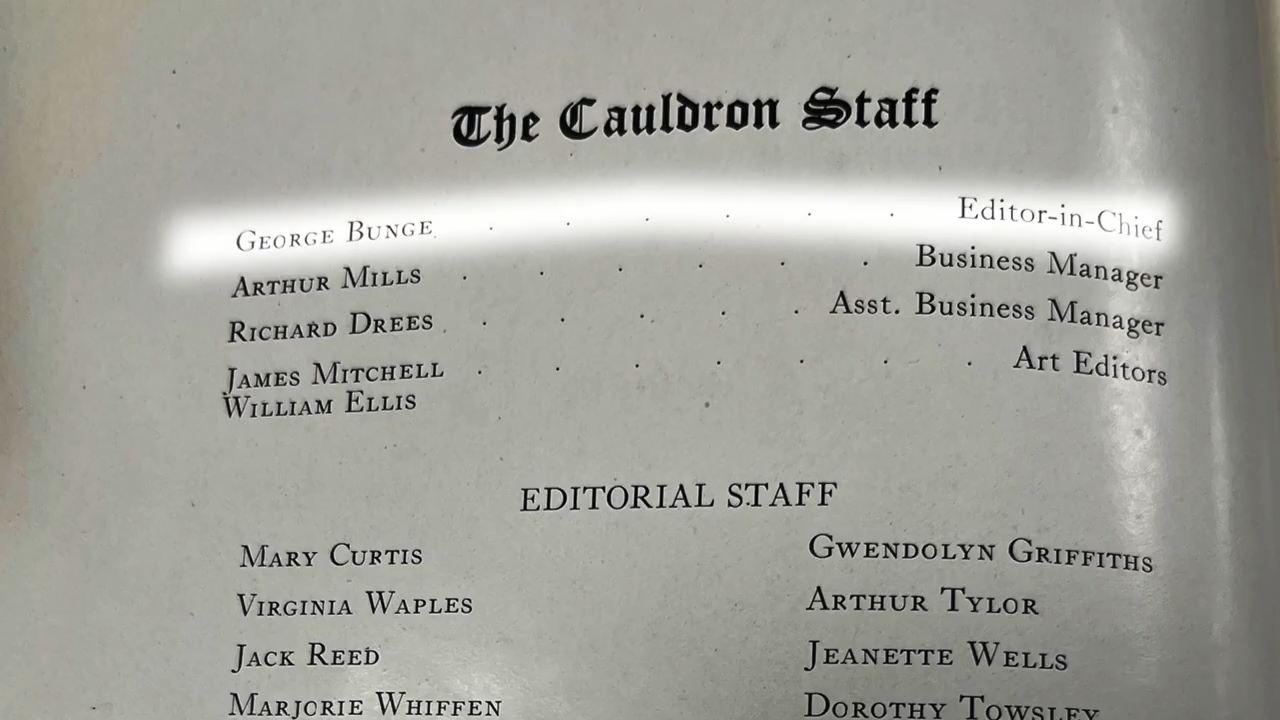 The Cauldron Staff
GEORGE BUNGE . . . . . . Editor-in-Chief
ARTHUR MILLS . . . . . . Business Manager
RICHARD DREES . . . . . Asst. Business Manager
JAMES MITCHELL . . . . . . . Art Editors
WILLIAM ELLIS
EDITORIAL STAFF
MARY CURTIS GWENDOLYN GRIFFITHS
VIRGINIA WAPLES ARTHUR TYLOR
JACK REED JEANETTE WELLS
MARJORIE WHIFFEN DOROTHY TOWSLEY